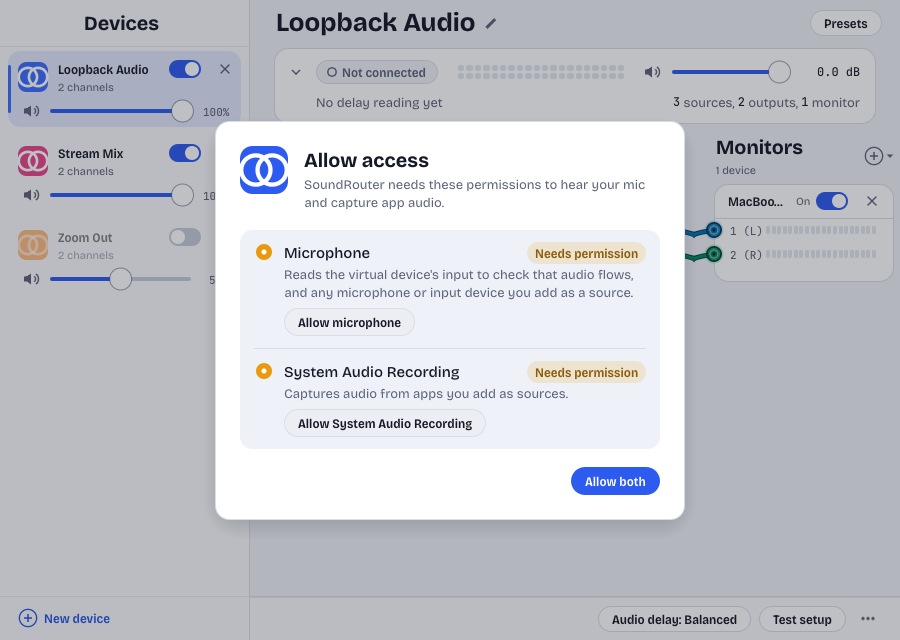 Devices
Loopback Audio
2 channels
100%
Stream Mix
2 channels
10
Zoom Out
2 channels
5
New device
Loopback Audio
Presets
Not connected
0.0 dB
No delay reading yet
3 sources, 2 outputs, 1 monitor
Monitors
1 device
MacBoo...
On
1 (L)
2 (R)
Allow access
SoundRouter needs these permissions to hear your mic
and capture app audio.
Microphone
Needs permission
Reads the virtual device's input to check that audio flows,
and any microphone or input device you add as a source.
Allow microphone
System Audio Recording
Needs permission
Captures audio from apps you add as sources.
Allow System Audio Recording
Allow both
Audio delay: Balanced
Test setup